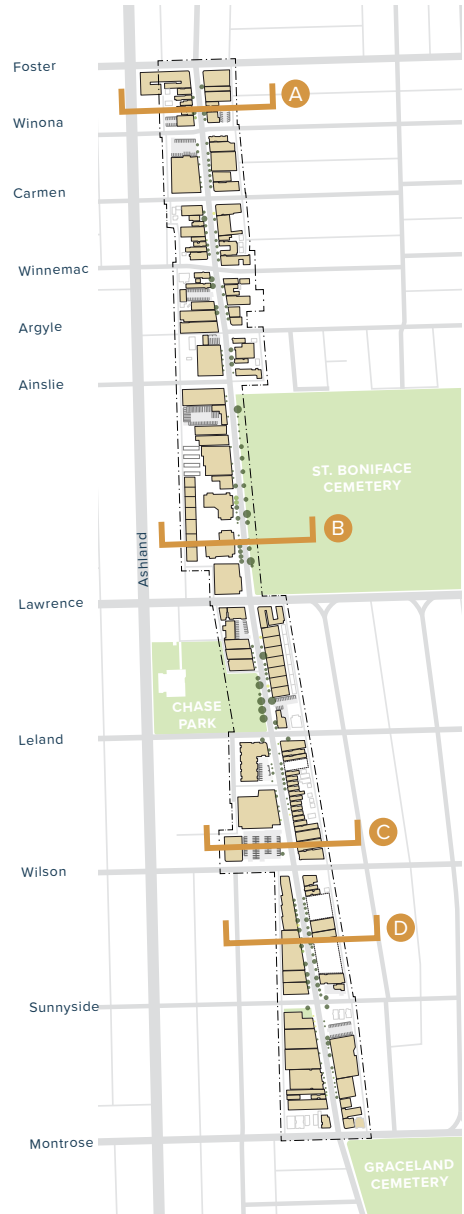 Foster
A
Winona
Carmen
Winnemac
Argyle
Ainslie
ST. BONIFACE
CEMETERY
B
Ashland
Lawrence
CHASE
PARK
Leland
C
Wilson
D
Sunnyside
Montrose
GRACELAND
CEMETERY